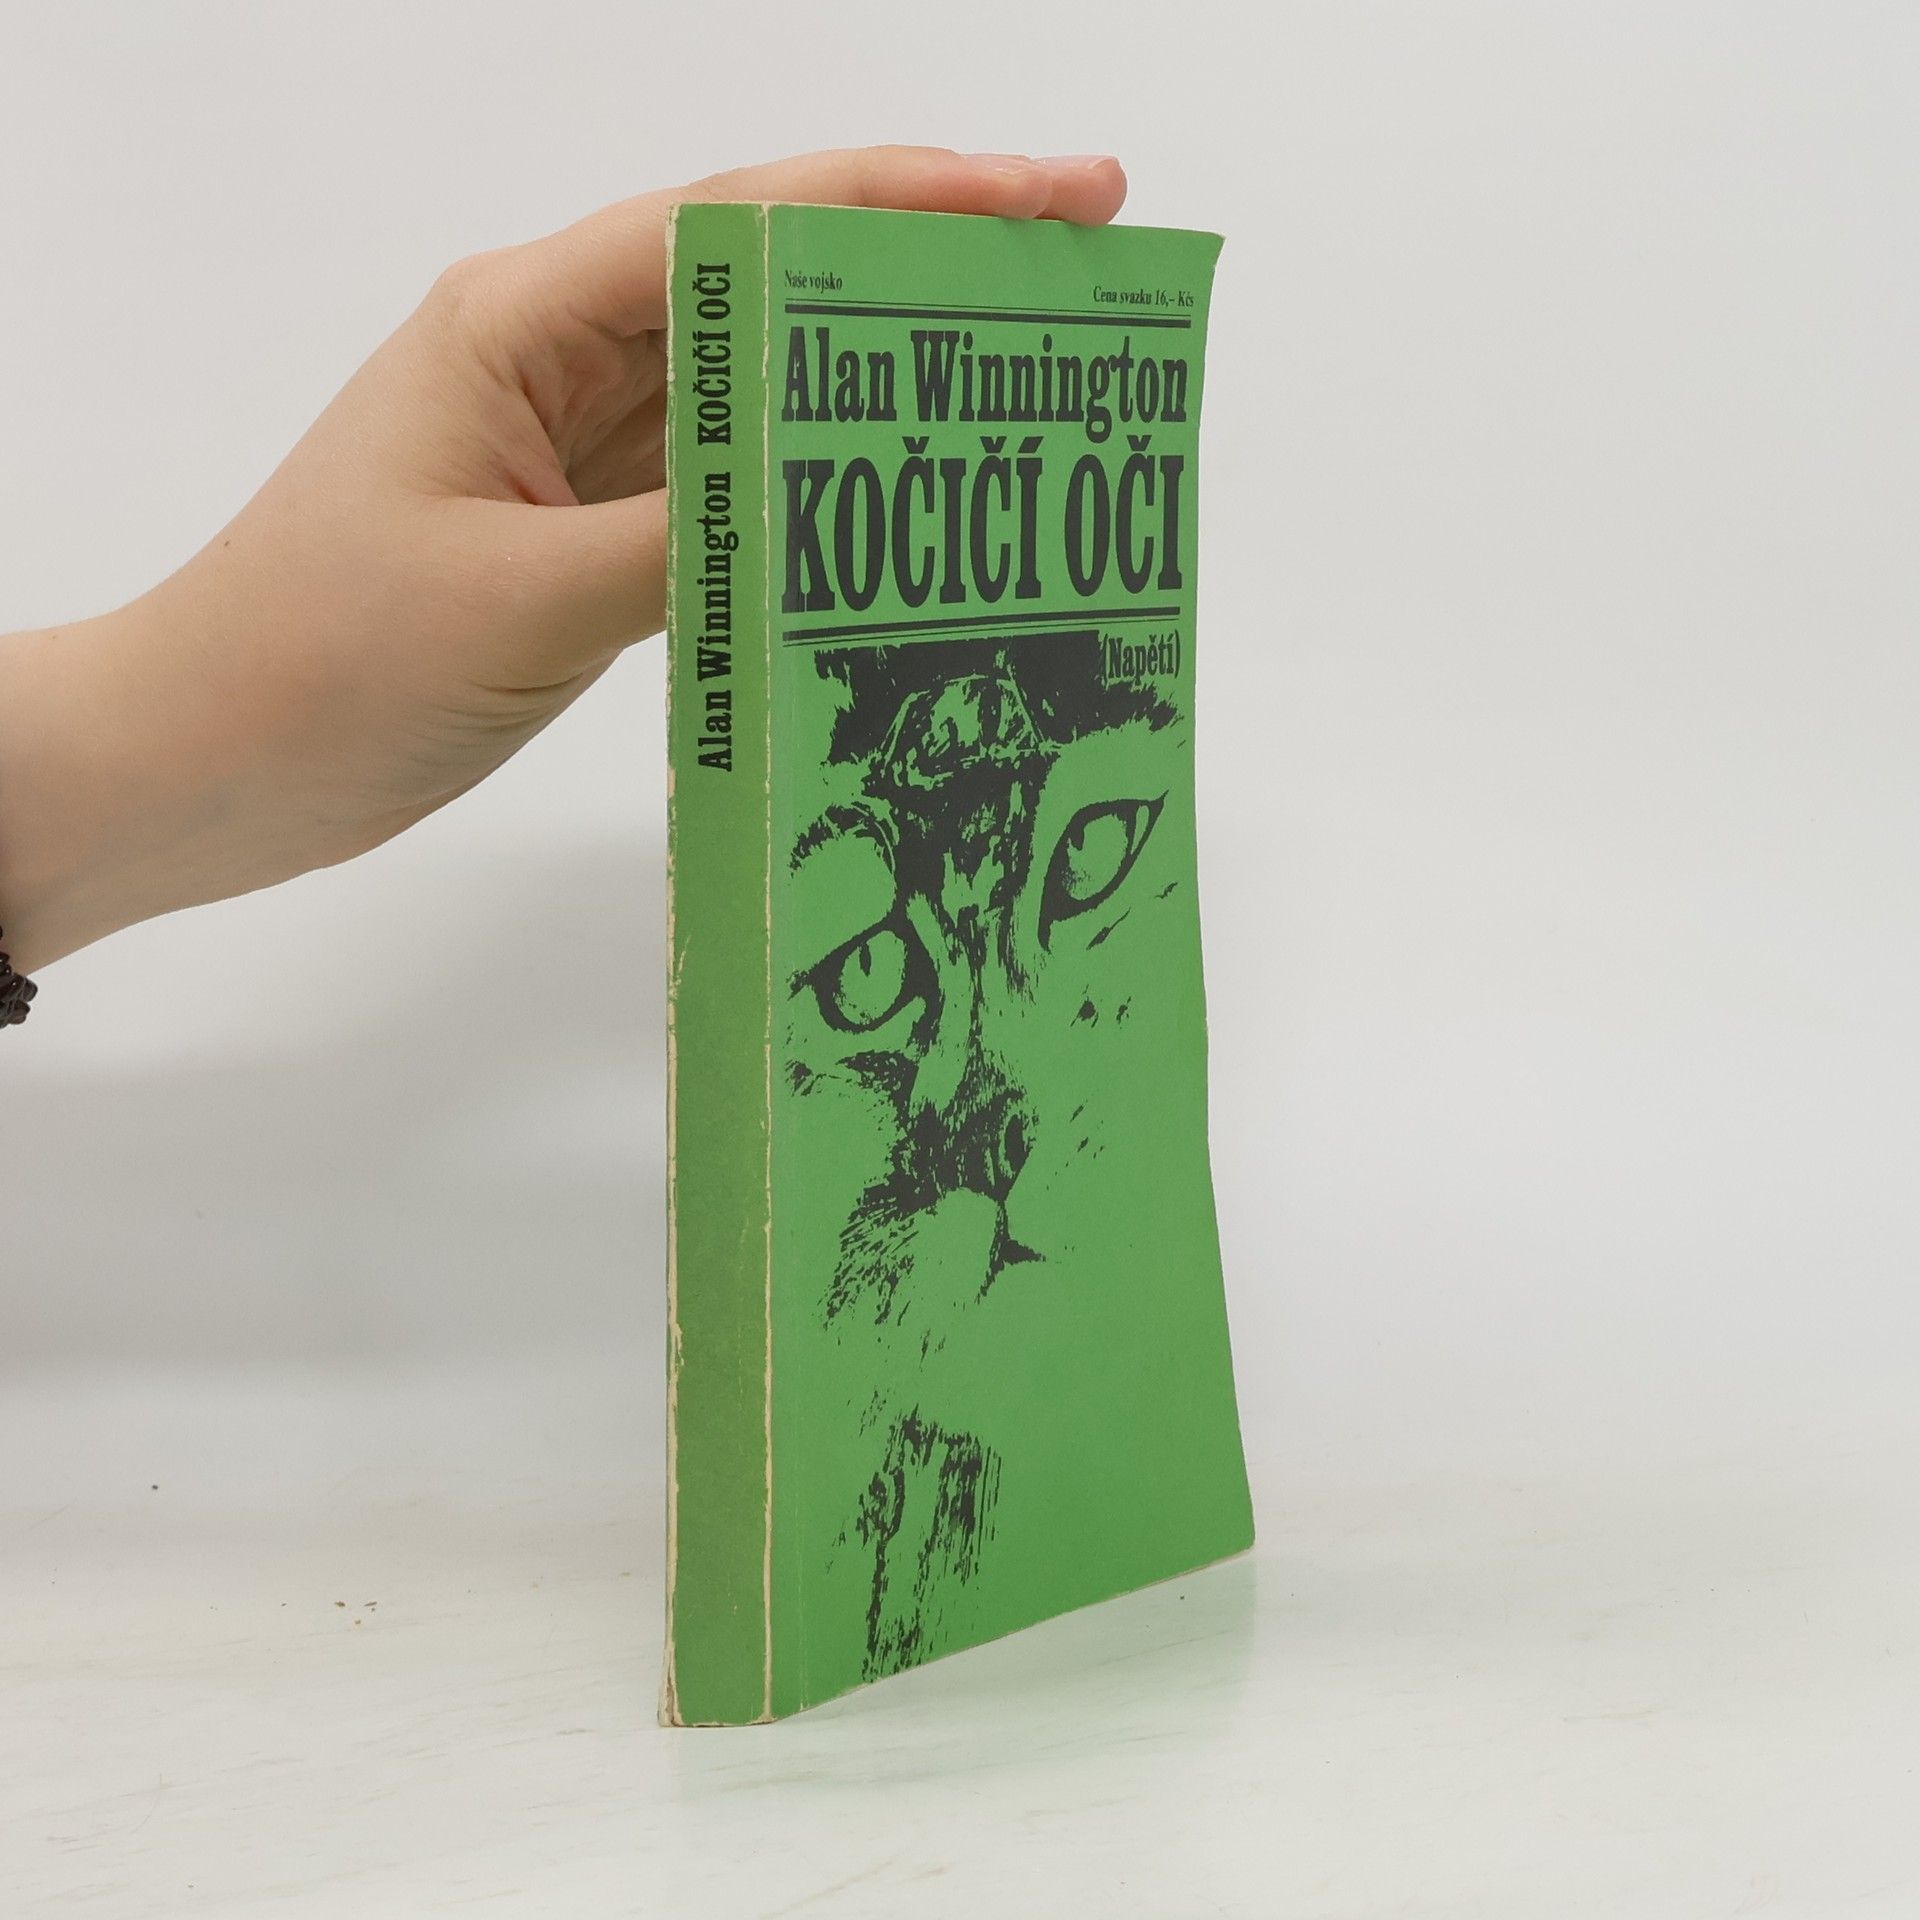 Alan Winnington KOČIČÍ OČI
Naše vojsko
Cena svazku 16,– Kčs
Alan Winnington
KOČIČÍ OČI
(Napětí)